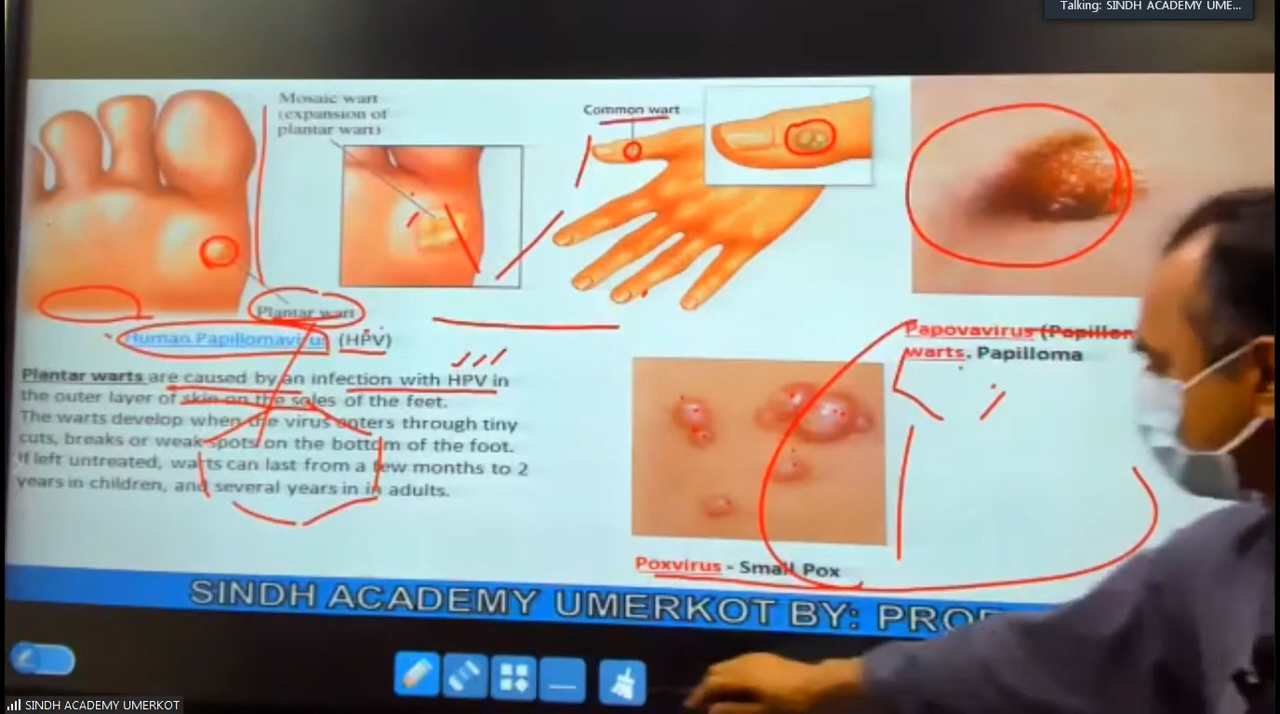 Talking: SINDH ACADEMY UME...
Mosaic wart
(expansion of
plantar wart)
Common wart
Plantar wart
Human Papillomavirus (HPV)
Plantar warts are caused by an infection with HPV in
the outer layer of skin on the soles of the feet.
The warts develop when the virus enters through tiny
cuts, breaks or weak spots on the bottom of the foot.
If left untreated, warts can last from a few months to 2
years in children, and several years in in adults.
Papovavirus
warts. Papilloma
Poxvirus - Small Pox
SINDH ACADEMY UMERKOT BY:
SINDH ACADEMY UMERKOT